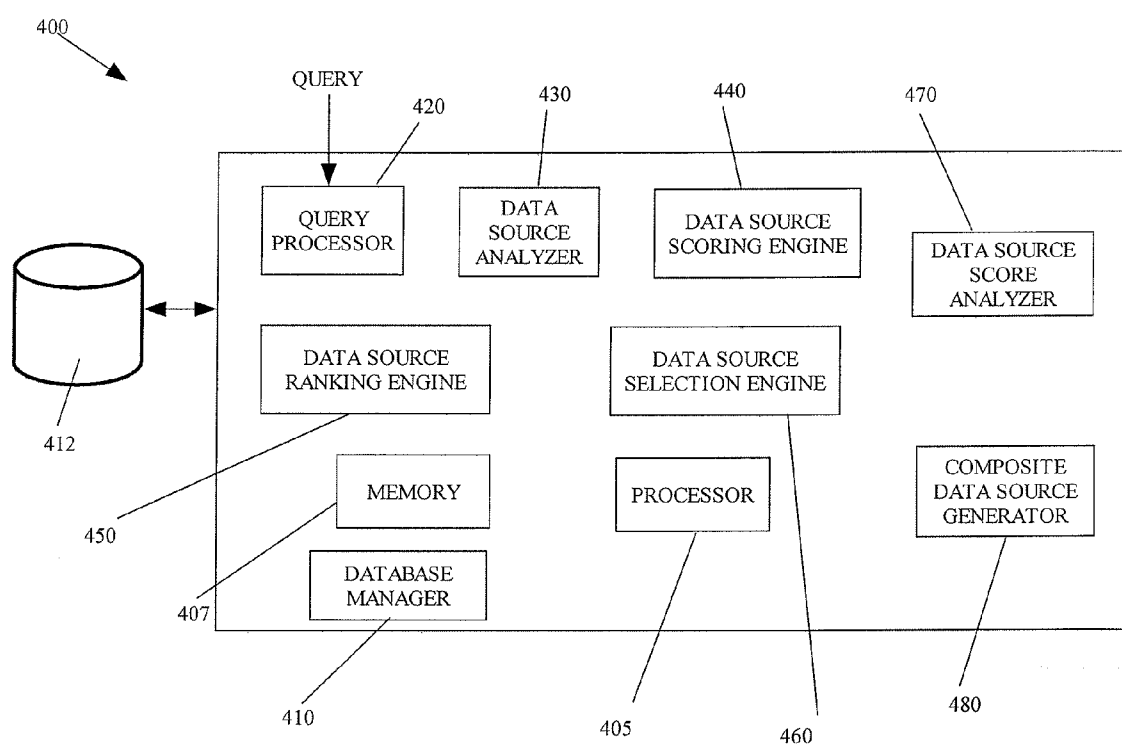 400
QUERY
420
430
440
470
QUERY
PROCESSOR
DATA
SOURCE
ANALYZER
DATA SOURCE
SCORING ENGINE
DATA SOURCE
SCORE
ANALYZER
DATA SOURCE
RANKING ENGINE
DATA SOURCE
SELECTION ENGINE
412
MEMORY
PROCESSOR
COMPOSITE
DATA SOURCE
GENERATOR
450
DATABASE
MANAGER
407
410
405
460
480